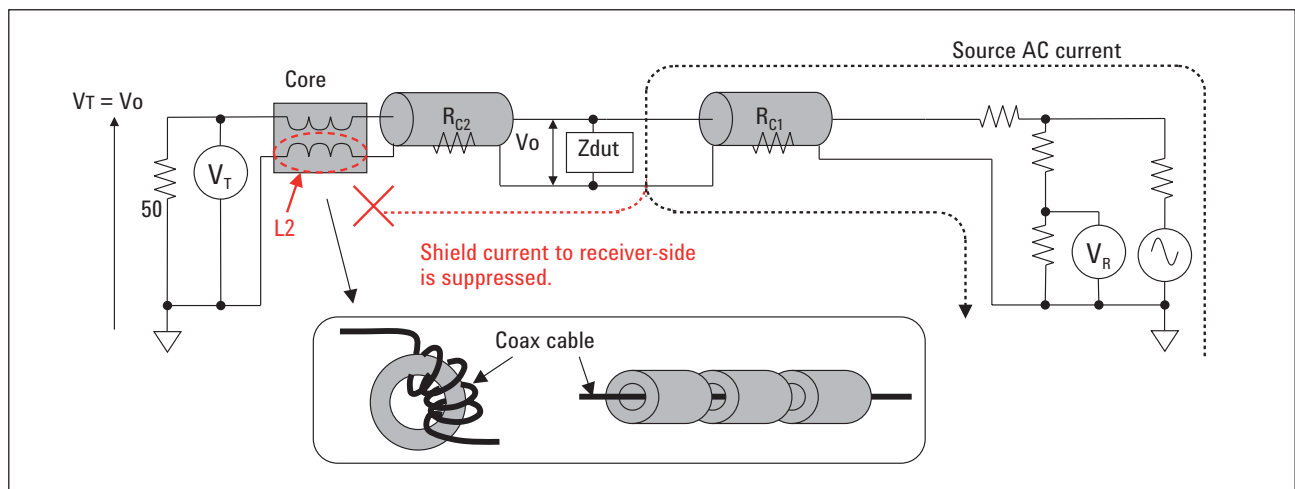 Source AC current
Core
VT = Vo
RC2
RC1
Vo
Zdut
VT
50
L2
VR
Shield current to receiver-side
is suppressed.
Coax cable